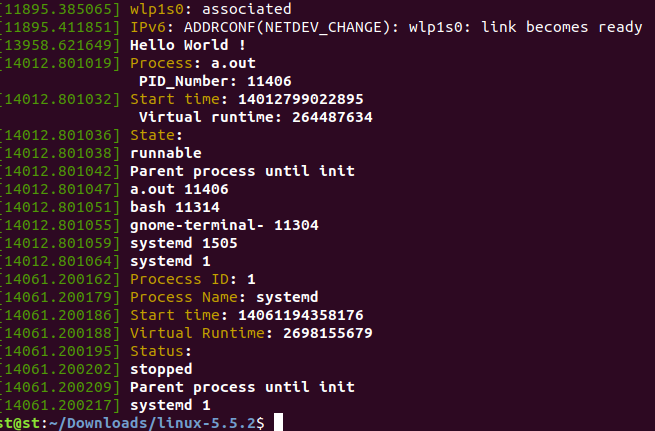 [11895.385065] wlp1s0: associated
[11895.411851] IPv6: ADDRCONF(NETDEV_CHANGE): wlp1s0: link becomes ready
[13958.621649] Hello World !
[14012.801019] Process: a.out
PID_Number: 11406
[14012.801032] Start time: 14012799022895
Virtual runtime: 264487634
[14012.801036] State:
[14012.801038] runnable
[14012.801042] Parent process until init
[14012.801047] a.out 11406
[14012.801051] bash 11314
[14012.801055] gnome-terminal- 11304
[14012.801059] systemd 1505
[14012.801064] systemd 1
[14061.200162] Procecss ID: 1
[14061.200179] Process Name: systemd
[14061.200186] Start time: 14061194358176
[14061.200188] Virtual Runtime: 2698155679
[14061.200195] Status:
[14061.200202] stopped
[14061.200209] Parent process until init
[14061.200217] systemd 1
st@st:~/Downloads/linux-5.5.2$